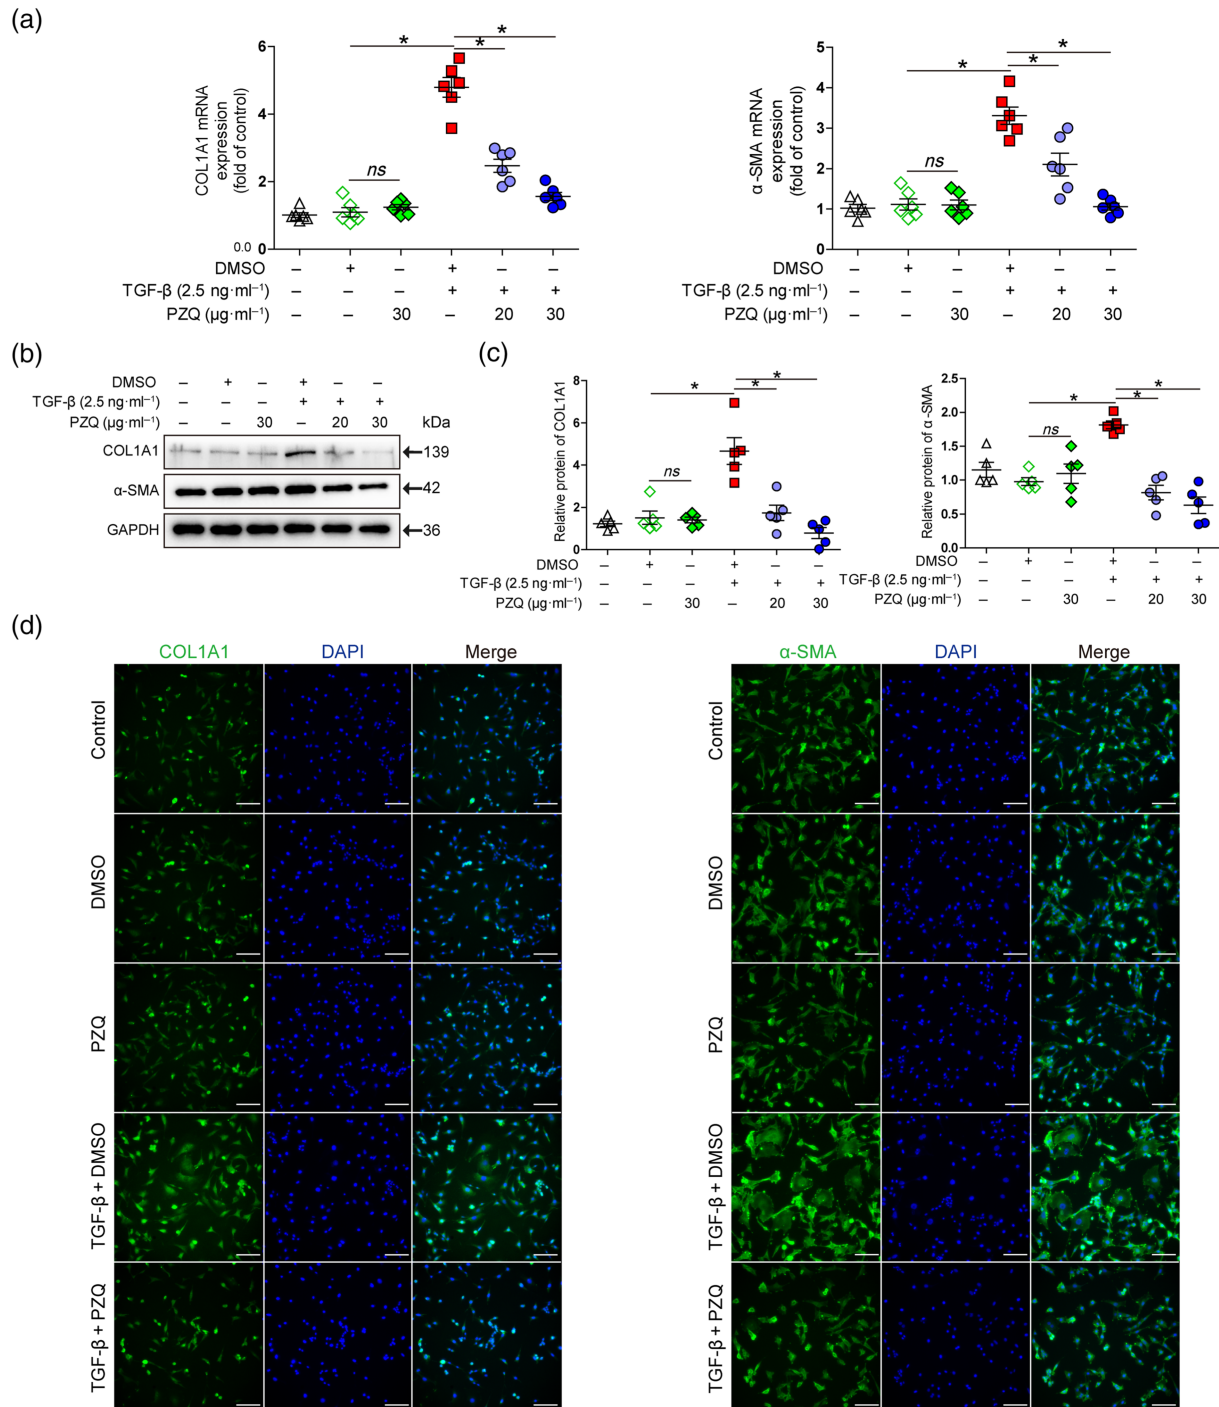 (a)
COL1A1 mRNA
expression
(fold of control)
6
4
2
0.0
0
*
*
*
ns
DMSO – + – + – –
TGF-β (2.5 ng·ml⁻¹) – – – + + +
PZQ (μg·ml⁻¹) – – 30 – 20 30
α-SMA mRNA
expression
(fold of control)
5
4
3
2
1
0
*
*
*
ns
DMSO – + – + – –
TGF-β (2.5 ng·ml⁻¹) – – – + + +
PZQ (μg·ml⁻¹) – – 30 – 20 30
(b)
DMSO – + – + – –
TGF-β (2.5 ng·ml⁻¹) – – – + + +
PZQ (μg·ml⁻¹) – – 30 – 20 30 kDa
COL1A1 139
α-SMA 42
GAPDH 36
(c)
Relative protein of COL1A1
8
6
4
2
0
*
*
*
ns
DMSO – + – + – –
TGF-β (2.5 ng·ml⁻¹) – – – + + +
PZQ (μg·ml⁻¹) – – 30 – 20 30
Relative protein of α-SMA
2.5
2.0
1.5
1.0
0.5
0.0
*
*
*
ns
DMSO – + – + – –
TGF-β (2.5 ng·ml⁻¹) – – – + + +
PZQ (μg·ml⁻¹) – – 30 – 20 30
(d)
COL1A1 DAPI Merge
Control
DMSO
PZQ
TGF-β + DMSO
TGF-β + PZQ
α-SMA DAPI Merge
Control
DMSO
PZQ
TGF-β + DMSO
TGF-β + PZQ